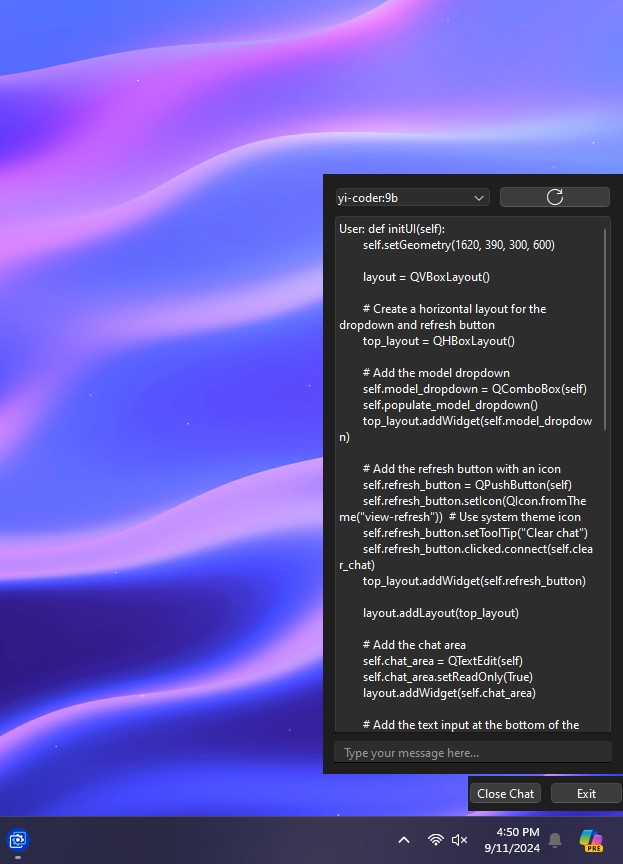 yi-coder:9b
User: def initUI(self):
self.setGeometry(1620, 390, 300, 600)
layout = QVBoxLayout()
# Create a horizontal layout for the
dropdown and refresh button
top_layout = QHBoxLayout()
# Add the model dropdown
self.model_dropdown = QComboBox(self)
self.populate_model_dropdown()
top_layout.addWidget(self.model_dropdow
n)
# Add the refresh button with an icon
self.refresh_button = QPushButton(self)
self.refresh_button.setIcon(QIcon.fromThe
me("view-refresh"))  # Use system theme icon
self.refresh_button.setToolTip("Clear chat")
self.refresh_button.clicked.connect(self.clea
r_chat)
top_layout.addWidget(self.refresh_button)
layout.addLayout(top_layout)
# Add the chat area
self.chat_area = QTextEdit(self)
self.chat_area.setReadOnly(True)
layout.addWidget(self.chat_area)
# Add the text input at the bottom of the
Type your message here...
Close Chat
Exit
4:50 PM
9/11/2024
PRE